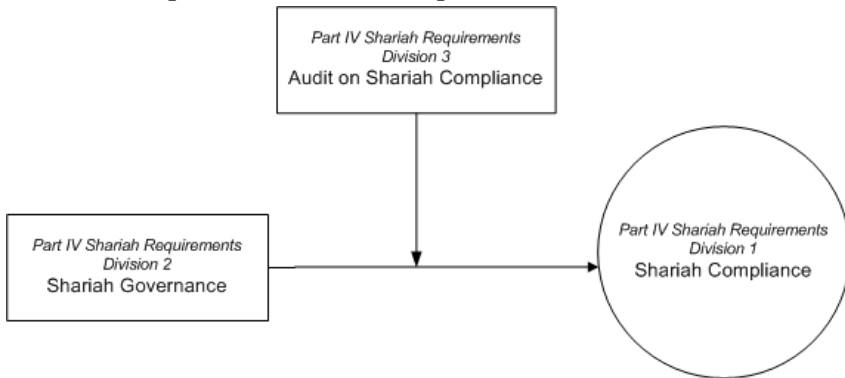 Part IV Shariah Requirements
Division 3
Audit on Shariah Compliance
Part IV Shariah Requirements
Division 2
Shariah Governance
Part IV Shariah Requirements
Division 1
Shariah Compliance